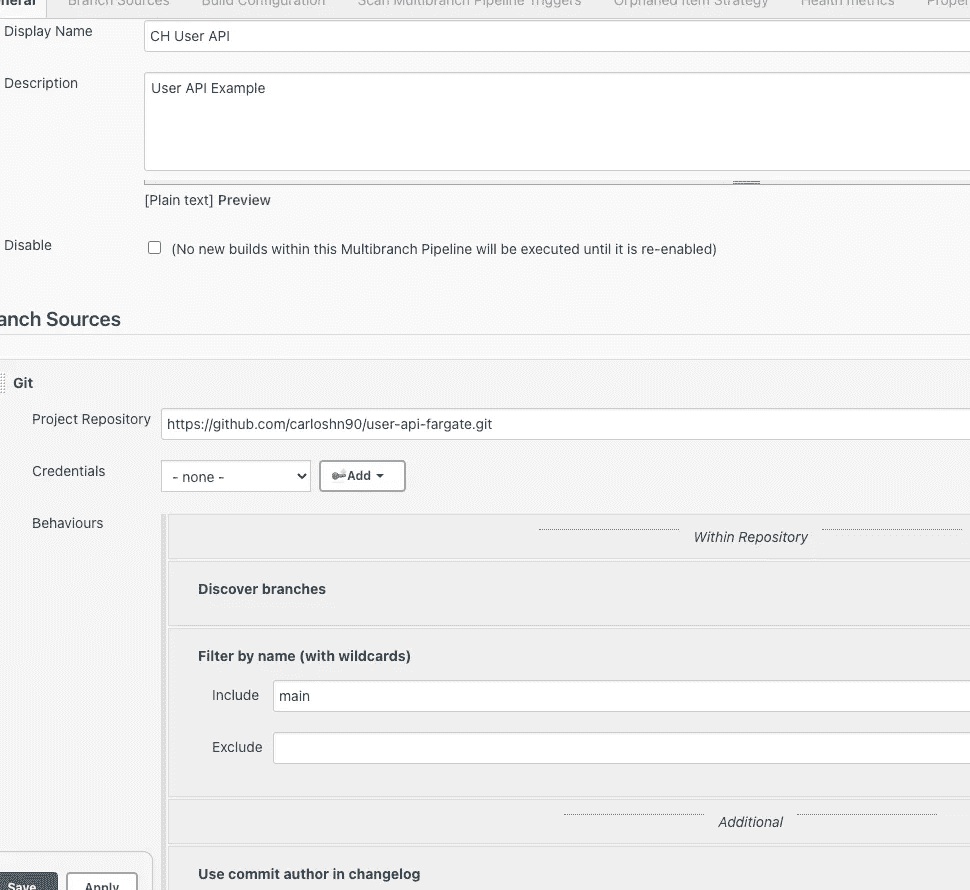 neral Branch Sources Build Configuration Scan Multibranch Pipeline Triggers Orphaned Item Strategy Health metrics Proper
Display Name CH User API
Description User API Example
[Plain text] Preview
Disable (No new builds within this Multibranch Pipeline will be executed until it is re-enabled)
anch Sources
Git
Project Repository https://github.com/carloshn90/user-api-fargate.git
Credentials - none - Add
Behaviours
Within Repository
Discover branches
Filter by name (with wildcards)
Include main
Exclude
Additional
Use commit author in changelog
Save Apply